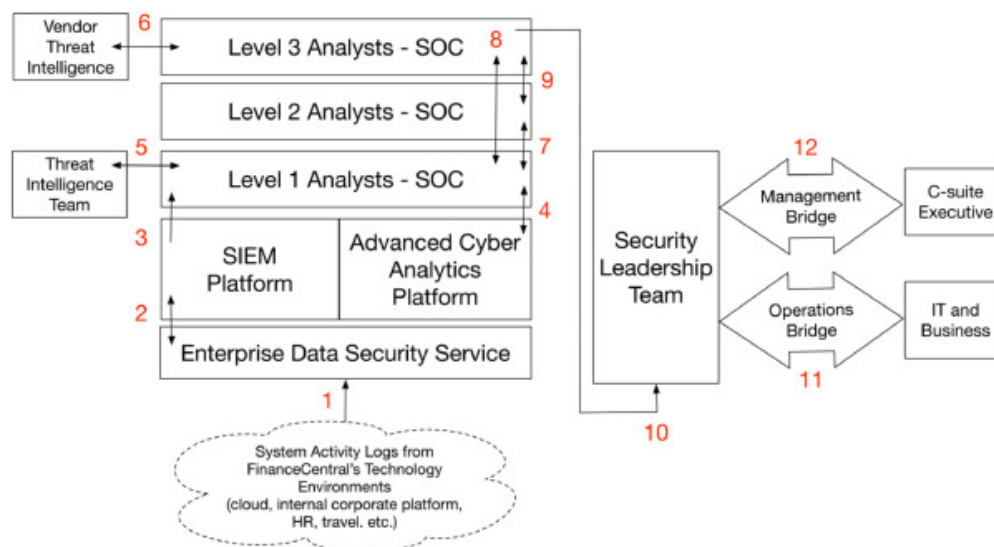 Vendor
Threat
Intelligence
6
Level 3 Analysts - SOC
8
9
Level 2 Analysts - SOC
7
Threat
Intelligence
Team
5
Level 1 Analysts - SOC
4
3
SIEM
Platform
Advanced Cyber
Analytics
Platform
2
Enterprise Data Security Service
1
System Activity Logs from
FinanceCentral's Technology
Environments
(cloud, internal corporate platform,
HR, travel. etc.)
10
Security
Leadership
Team
12
Management
Bridge
C-suite
Executive
Operations
Bridge
11
IT and
Business